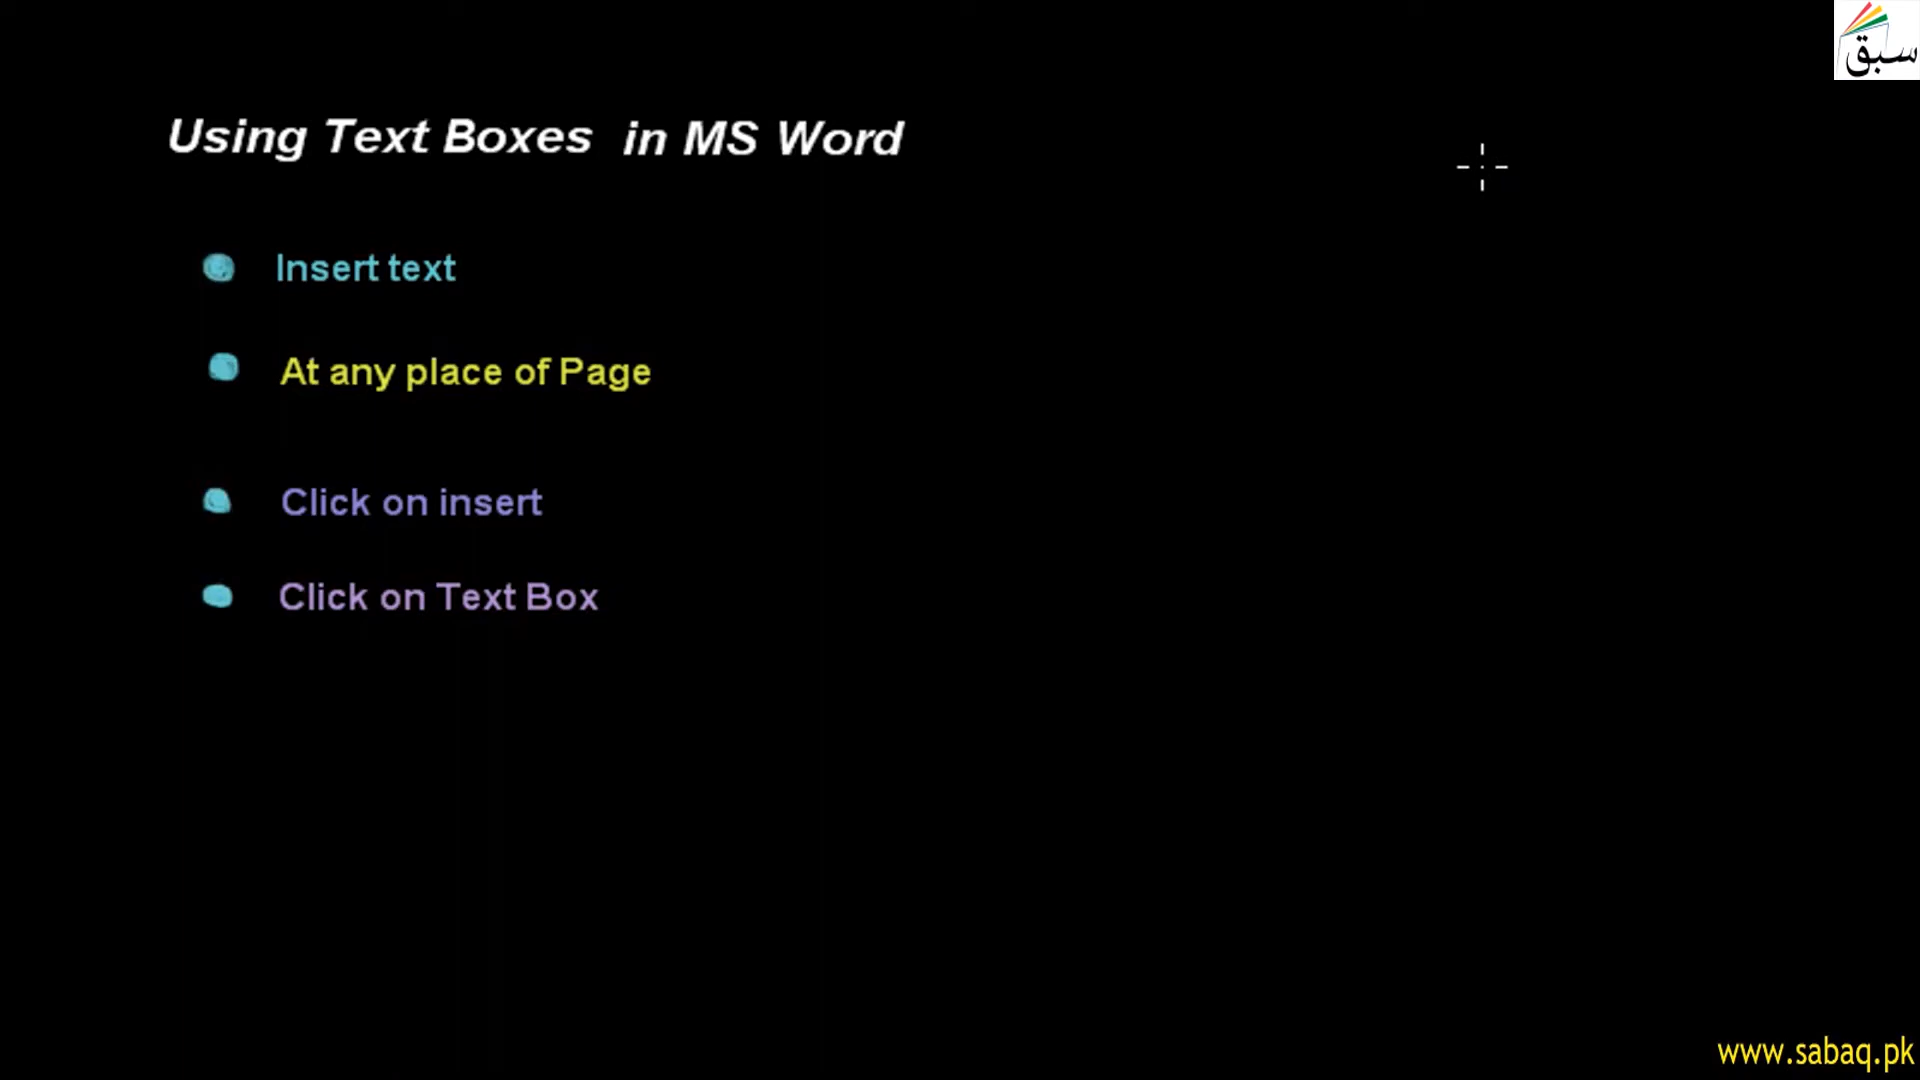 سبق
Using Text Boxes in MS Word
Insert text
At any place of Page
Click on insert
Click on Text Box
www.sabaq.pk